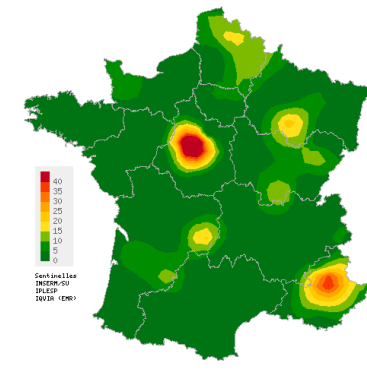 40
35
30
25
20
15
10
5
0
Sentinelles
INSERM/SU
IPLESP
IQVIA (EMR)